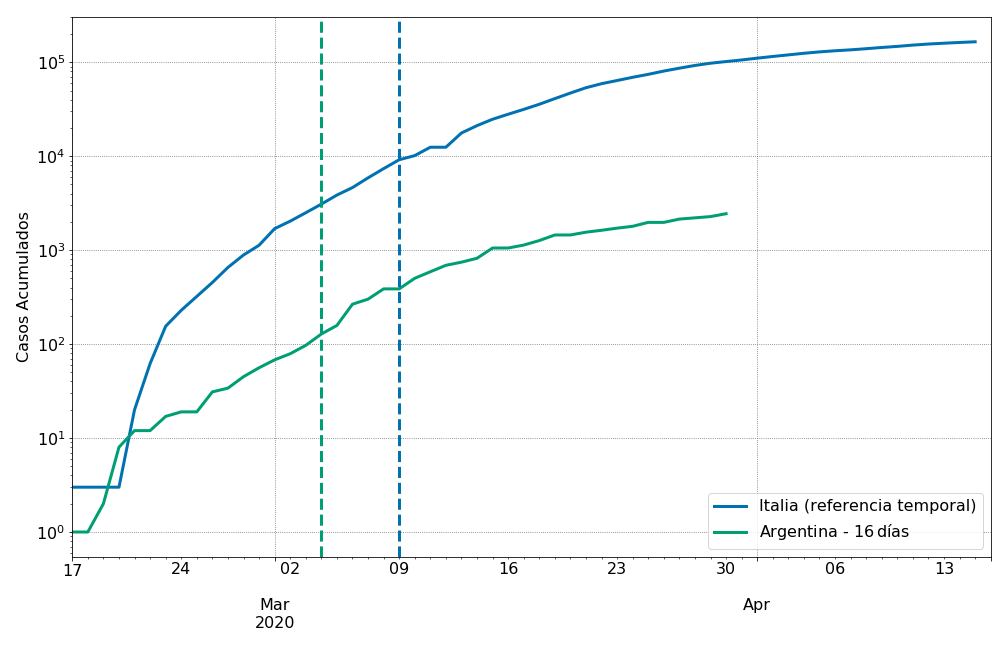 Casos Acumulados
10^5
10^4
10^3
10^2
10^1
10^0
Italia (referencia temporal)
Argentina - 16 días
17 24 02 09 16 23 30 06 13
Mar Apr
2020